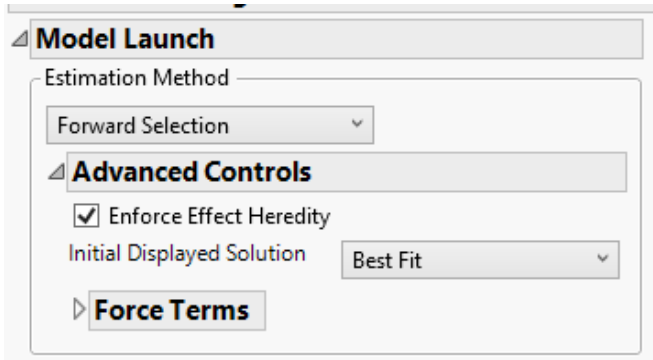 Model Launch
Estimation Method
Forward Selection
Advanced Controls
Enforce Effect Heredity
Initial Displayed Solution Best Fit
Force Terms